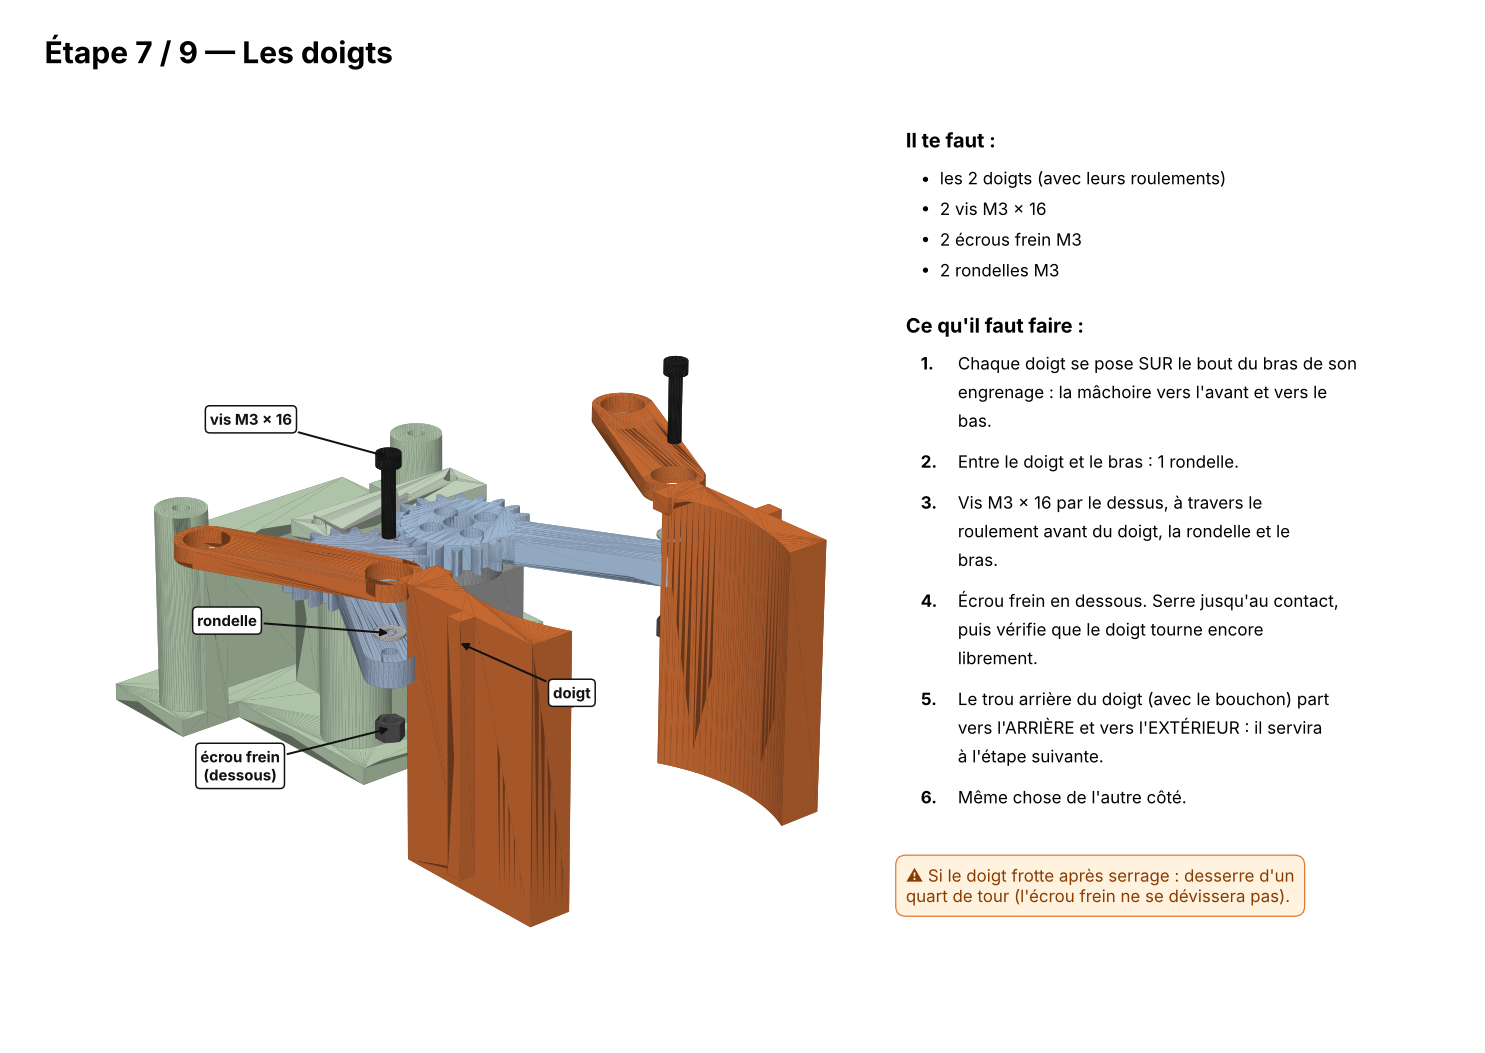 Étape 7 / 9 — Les doigts
Il te faut :
• les 2 doigts (avec leurs roulements)
• 2 vis M3 × 16
• 2 écrous frein M3
• 2 rondelles M3
Ce qu'il faut faire :
1. Chaque doigt se pose SUR le bout du bras de son
engrenage : la mâchoire vers l'avant et vers le
bas.
2. Entre le doigt et le bras : 1 rondelle.
3. Vis M3 × 16 par le dessus, à travers le
roulement avant du doigt, la rondelle et le
bras.
4. Écrou frein en dessous. Serre jusqu'au contact,
puis vérifie que le doigt tourne encore
librement.
5. Le trou arrière du doigt (avec le bouchon) part
vers l'ARRIÈRE et vers l'EXTÉRIEUR : il servira
à l'étape suivante.
6. Même chose de l'autre côté.
⚠ Si le doigt frotte après serrage : desserre d'un
quart de tour (l'écrou frein ne se dévissera pas).
vis M3 × 16
rondelle
doigt
écrou frein
(dessous)